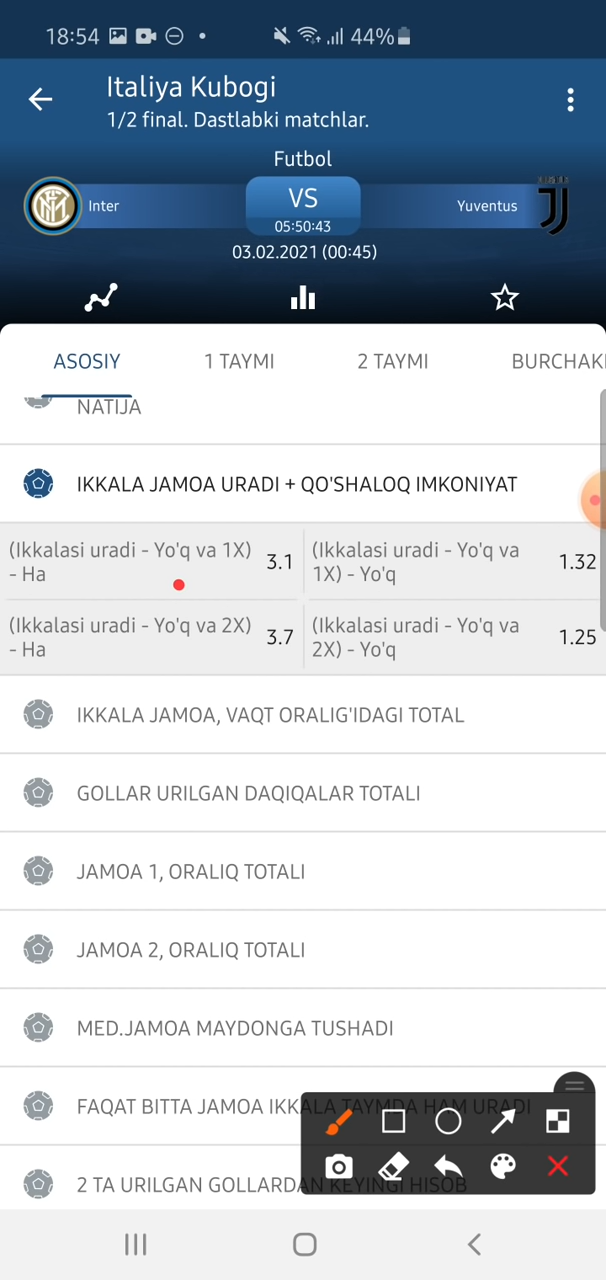 18:54
44%
Italiya Kubogi
1/2 final. Dastlabki matchlar.
Futbol
Inter
VS
05:50:43
Yuventus
03.02.2021 (00:45)
ASOSIY
1 TAYMI
2 TAYMI
BURCHAK
NATIJA
IKKALA JAMOA URADI + QO'SHALOQ IMKONIYAT
(Ikkalasi uradi - Yo'q va 1X)
- Ha
3.1
(Ikkalasi uradi - Yo'q va
1X) - Yo'q
1.32
(Ikkalasi uradi - Yo'q va 2X)
- Ha
3.7
(Ikkalasi uradi - Yo'q va
2X) - Yo'q
1.25
IKKALA JAMOA, VAQT ORALIG'IDAGI TOTAL
GOLLAR URILGAN DAQIQALAR TOTALI
JAMOA 1, ORALIQ TOTALI
JAMOA 2, ORALIQ TOTALI
MED.JAMOA MAYDONGA TUSHADI
FAQAT BITTA JAMOA IKKALA TAYMDA HAM URADI
2 TA URILGAN GOLLARDAN KEYINGI HISOB